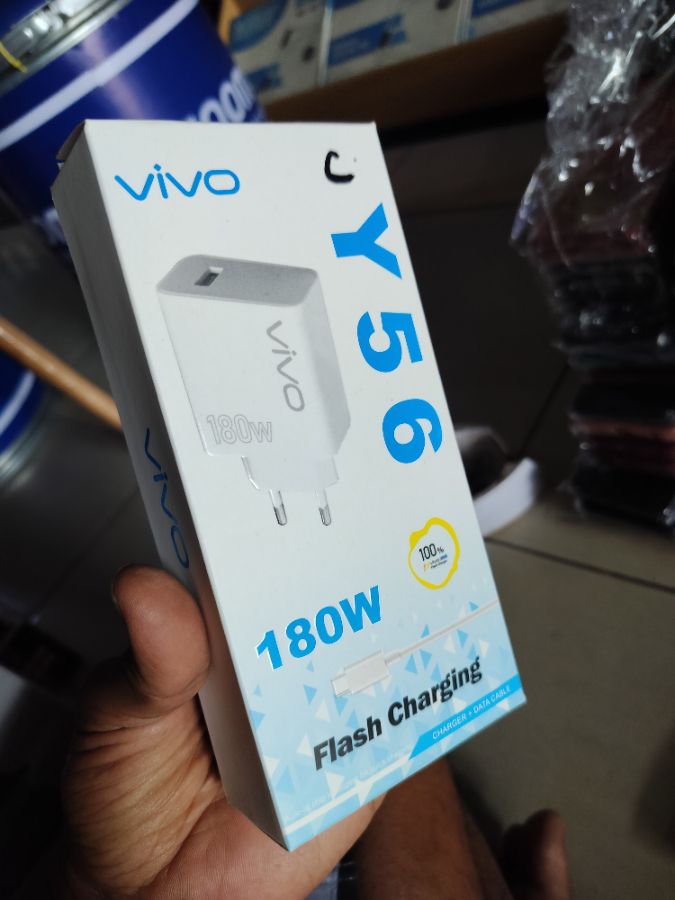 vivo
C
Y56
vivo
180w
vivo
100%
180W
Flash Charging
CHARGER + DATA CABLE